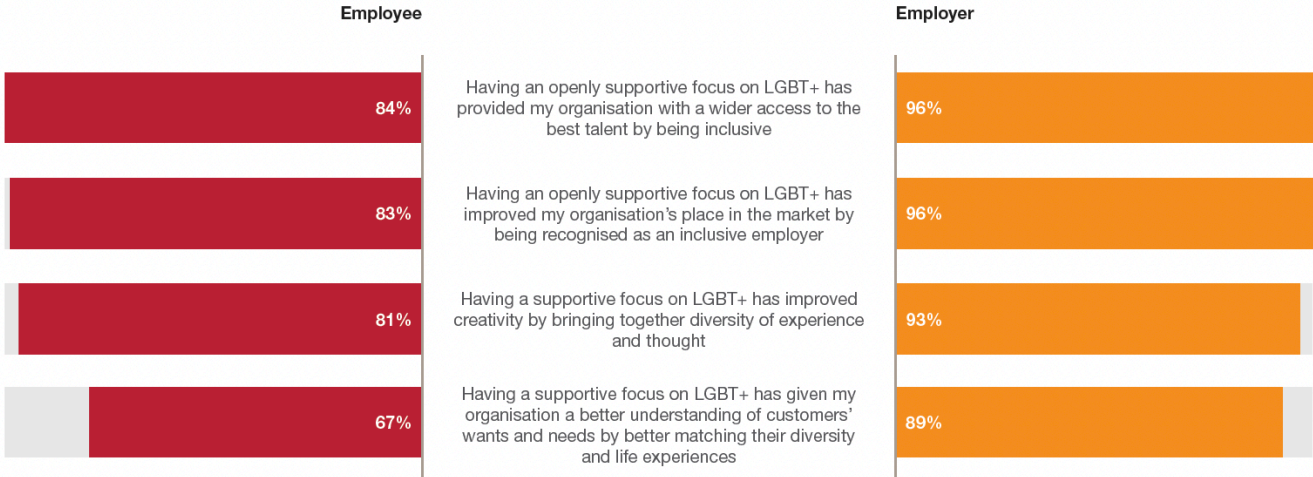 Employee
Employer
84%
Having an openly supportive focus on LGBT+ has
provided my organisation with a wider access to the
best talent by being inclusive
96%
83%
Having an openly supportive focus on LGBT+ has
improved my organisation’s place in the market by
being recognised as an inclusive employer
96%
81%
Having a supportive focus on LGBT+ has improved
creativity by bringing together diversity of experience
and thought
93%
67%
Having a supportive focus on LGBT+ has given my
organisation a better understanding of customers’
wants and needs by better matching their diversity
and life experiences
89%